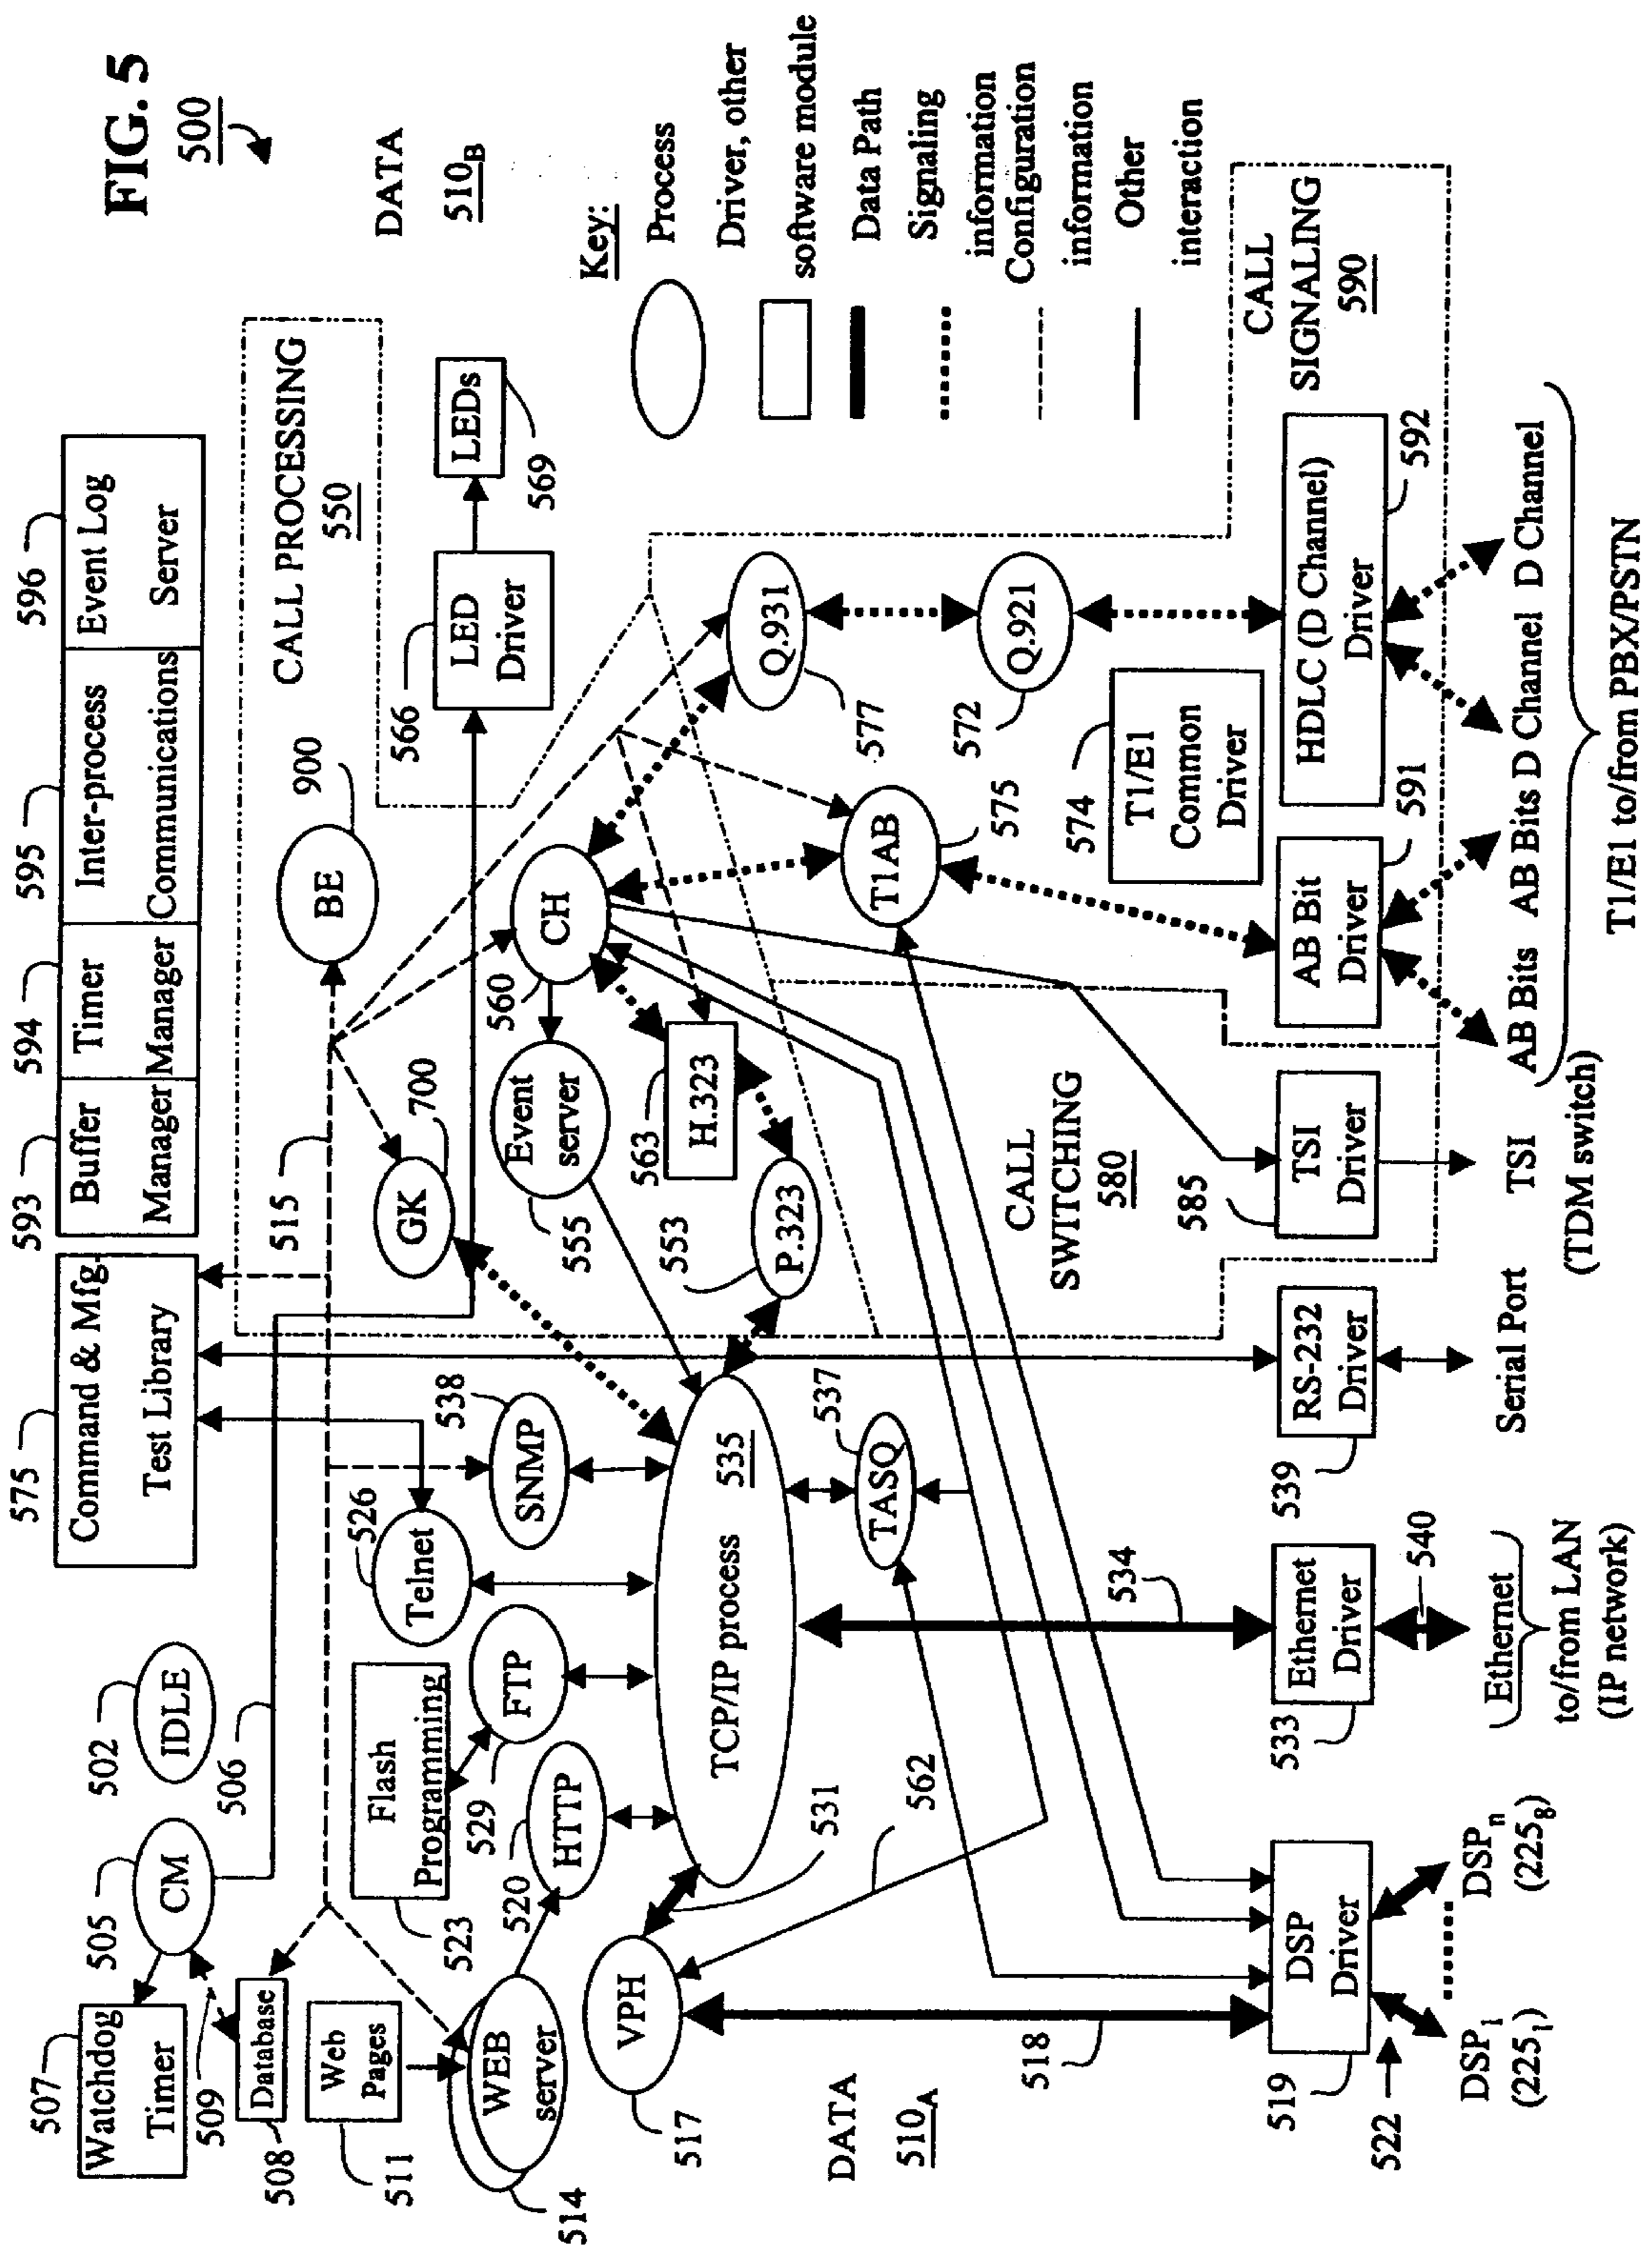 FIG. 5
500
507
Watchdog
Timer
505
CM
502
IDLE
575
Command & Mfg.
Test Library
593
Buffer
Manager
594
Timer
Manager
595
Inter-process
Communications
596
Event Log
Server
509
506
515
508
Database
511
Web
Pages
514
WEB
server
523
Flash
Programming
526
Telnet
529
FTP
520
HTTP
538
SNMP
GK
700
BE
900
CALL PROCESSING
550
DATA
510B
566
LED
Driver
LEDs
569
560
CH
Event
server
555
563
H.323
553
P.323
517
VPH
531
TCP/IP process
535
537
TASQ
562
Q.931
577
572
Q.921
T1AB
575
574
T1/E1
Common
Driver
CALL
SWITCHING
580
CALL
SIGNALING
590
Key:
Process
Driver, other
software module
Data Path
Signaling
information
Configuration
information
Other
interaction
DATA
510A
518
534
519
DSP
Driver
533
Ethernet
Driver
540
539
RS-232
Driver
585
TSI
Driver
AB Bit
Driver
591
HDLC (D Channel)
Driver
592
522
DSP1
(2251)
DSPn
(2258)
Ethernet
to/from LAN
(IP network)
Serial Port
TSI
(TDM switch)
AB Bits
AB Bits
D Channel
D Channel
T1/E1 to/from PBX/PSTN